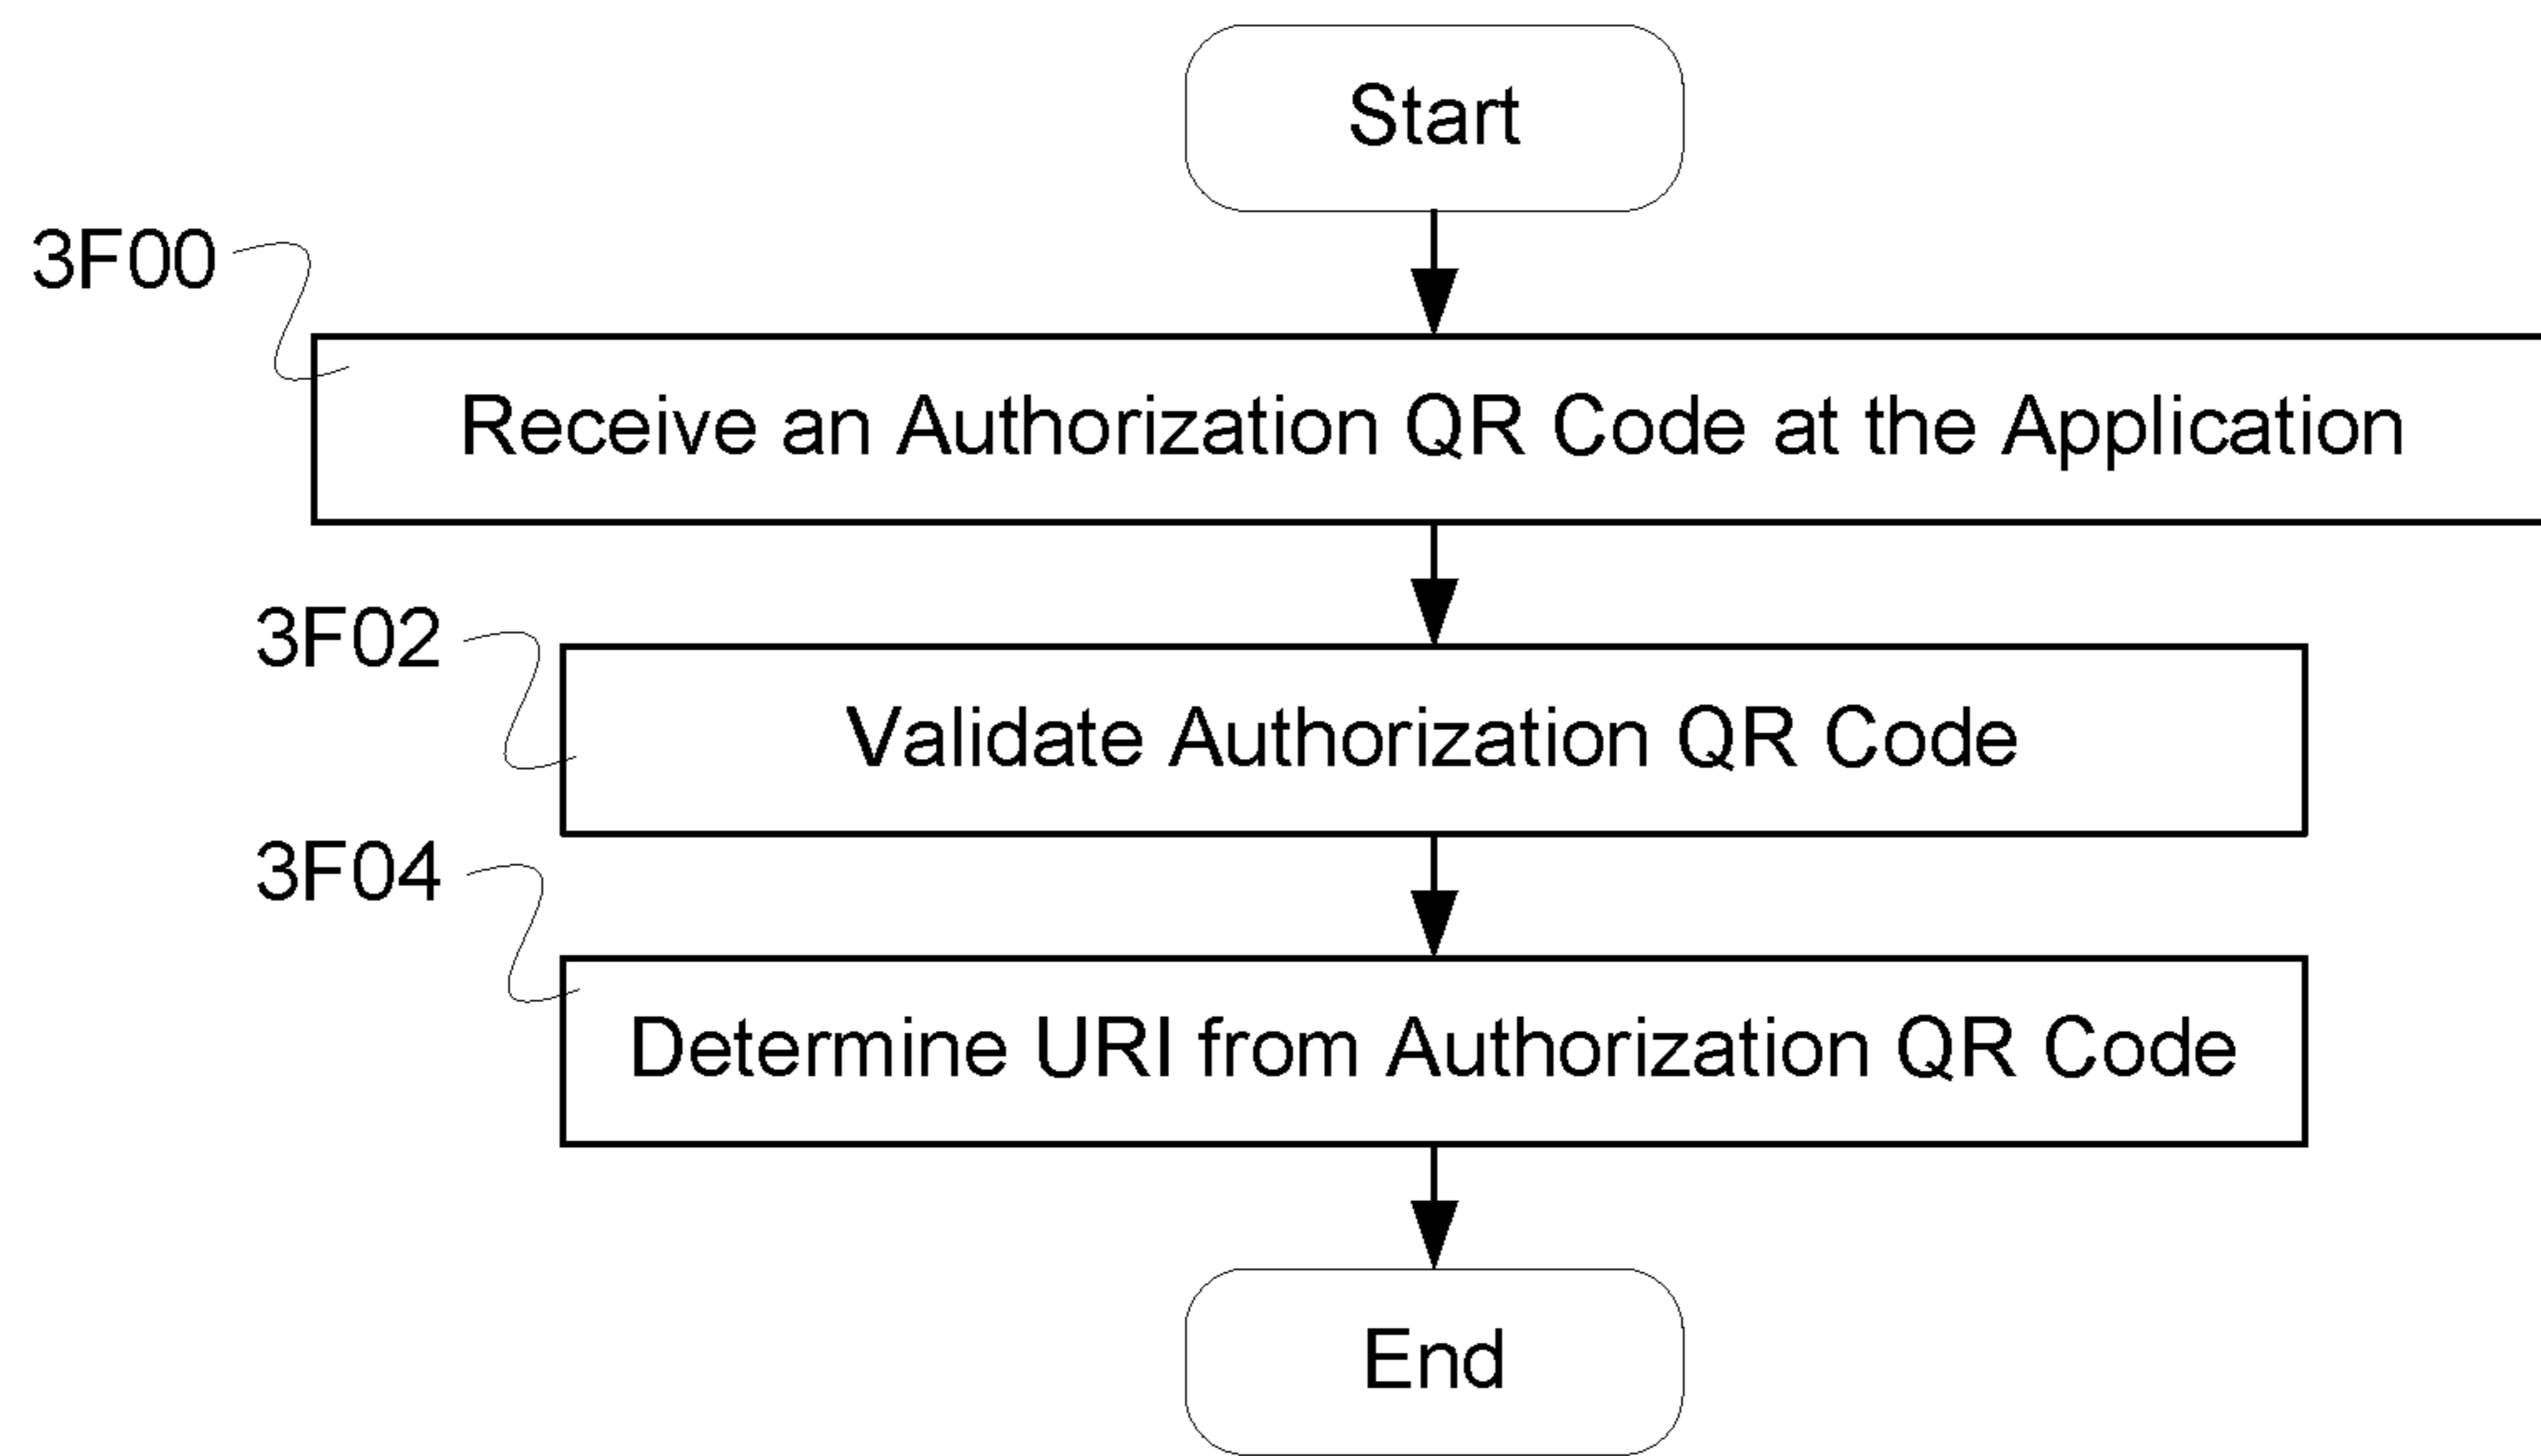 Start
3F00
Receive an Authorization QR Code at the Application
3F02
Validate Authorization QR Code
3F04
Determine URI from Authorization QR Code
End